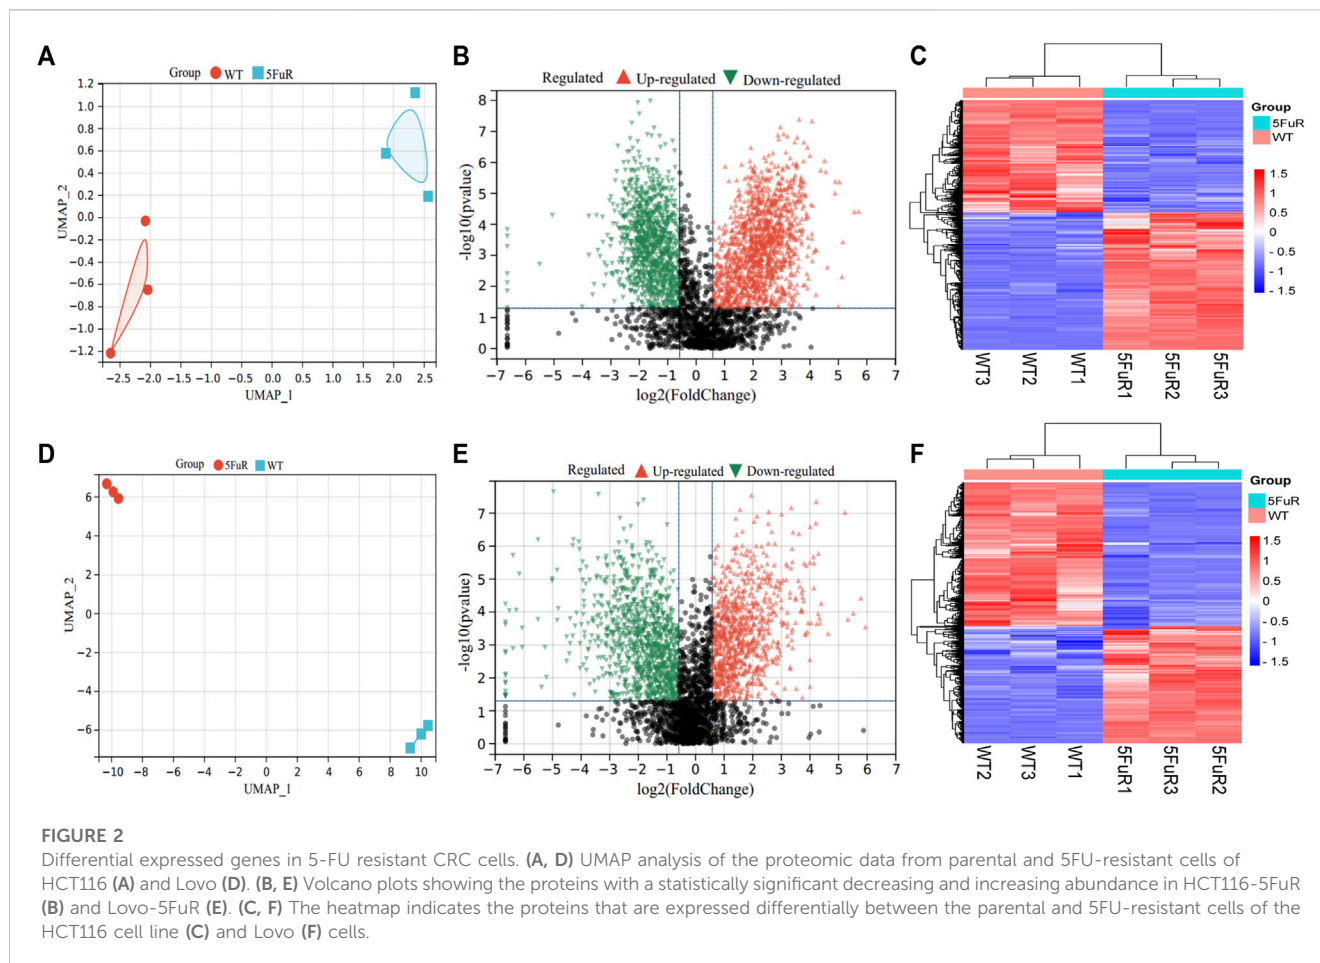 A
Group WT 5FuR
1.2
1.0
0.8
0.6
0.4
0.2
0.0
−0.2
−0.4
−0.6
−0.8
−1.0
−1.2
UMAP_2
−2.5 −2.0 −1.5 −1.0 −0.5 0.0 0.5 1.0 1.5 2.0 2.5
UMAP_1
B
Regulated Up-regulated Down-regulated
8
7
6
5
4
3
2
1
0
-log10(pvalue)
−7 −6 −5 −4 −3 −2 −1 0 1 2 3 4 5 6 7
log2(FoldChange)
C
Group
5FuR
WT
1.5
1
0.5
0
- 0.5
- 1
- 1.5
WT3 WT2 WT1 5FuR1 5FuR2 5FuR3
D
Group 5FuR WT
6
4
2
0
−2
−4
−6
UMAP_2
−10 −8 −6 −4 −2 0 2 4 6 8 10
UMAP_1
E
Regulated Up-regulated Down-regulated
7
6
5
4
3
2
1
0
-log10(pvalue)
−7 −6 −5 −4 −3 −2 −1 0 1 2 3 4 5 6 7
log2(FoldChange)
F
Group
5FuR
WT
1.5
1
0.5
0
- 0.5
- 1
- 1.5
WT2 WT3 WT1 5FuR1 5FuR3 5FuR2
FIGURE 2
Differential expressed genes in 5-FU resistant CRC cells. (A, D) UMAP analysis of the proteomic data from parental and 5FU-resistant cells of
HCT116 (A) and Lovo (D). (B, E) Volcano plots showing the proteins with a statistically significant decreasing and increasing abundance in HCT116-5FuR
(B) and Lovo-5FuR (E). (C, F) The heatmap indicates the proteins that are expressed differentially between the parental and 5FU-resistant cells of the
HCT116 cell line (C) and Lovo (F) cells.